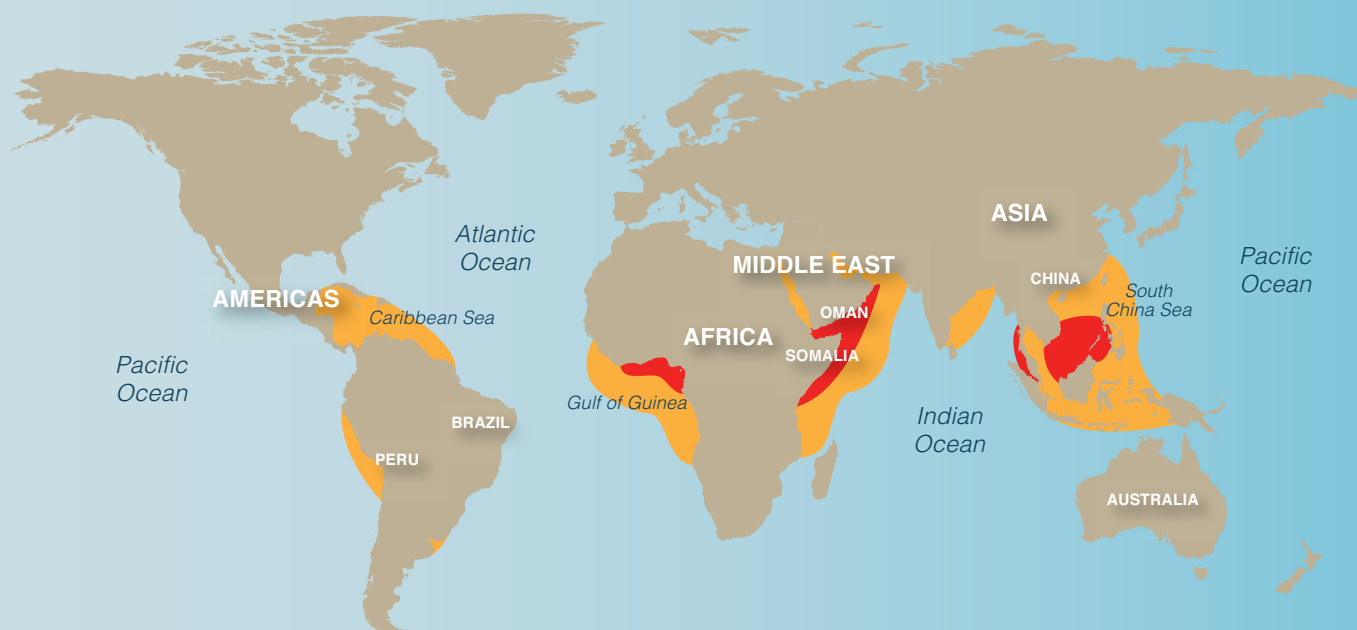 ASIA
Atlantic
Ocean
Pacific
Ocean
MIDDLE EAST
CHINA
South
China Sea
AMERICAS
Caribbean Sea
OMAN
AFRICA
SOMALIA
Pacific
Ocean
Gulf of Guinea
Indian
Ocean
BRAZIL
PERU
AUSTRALIA